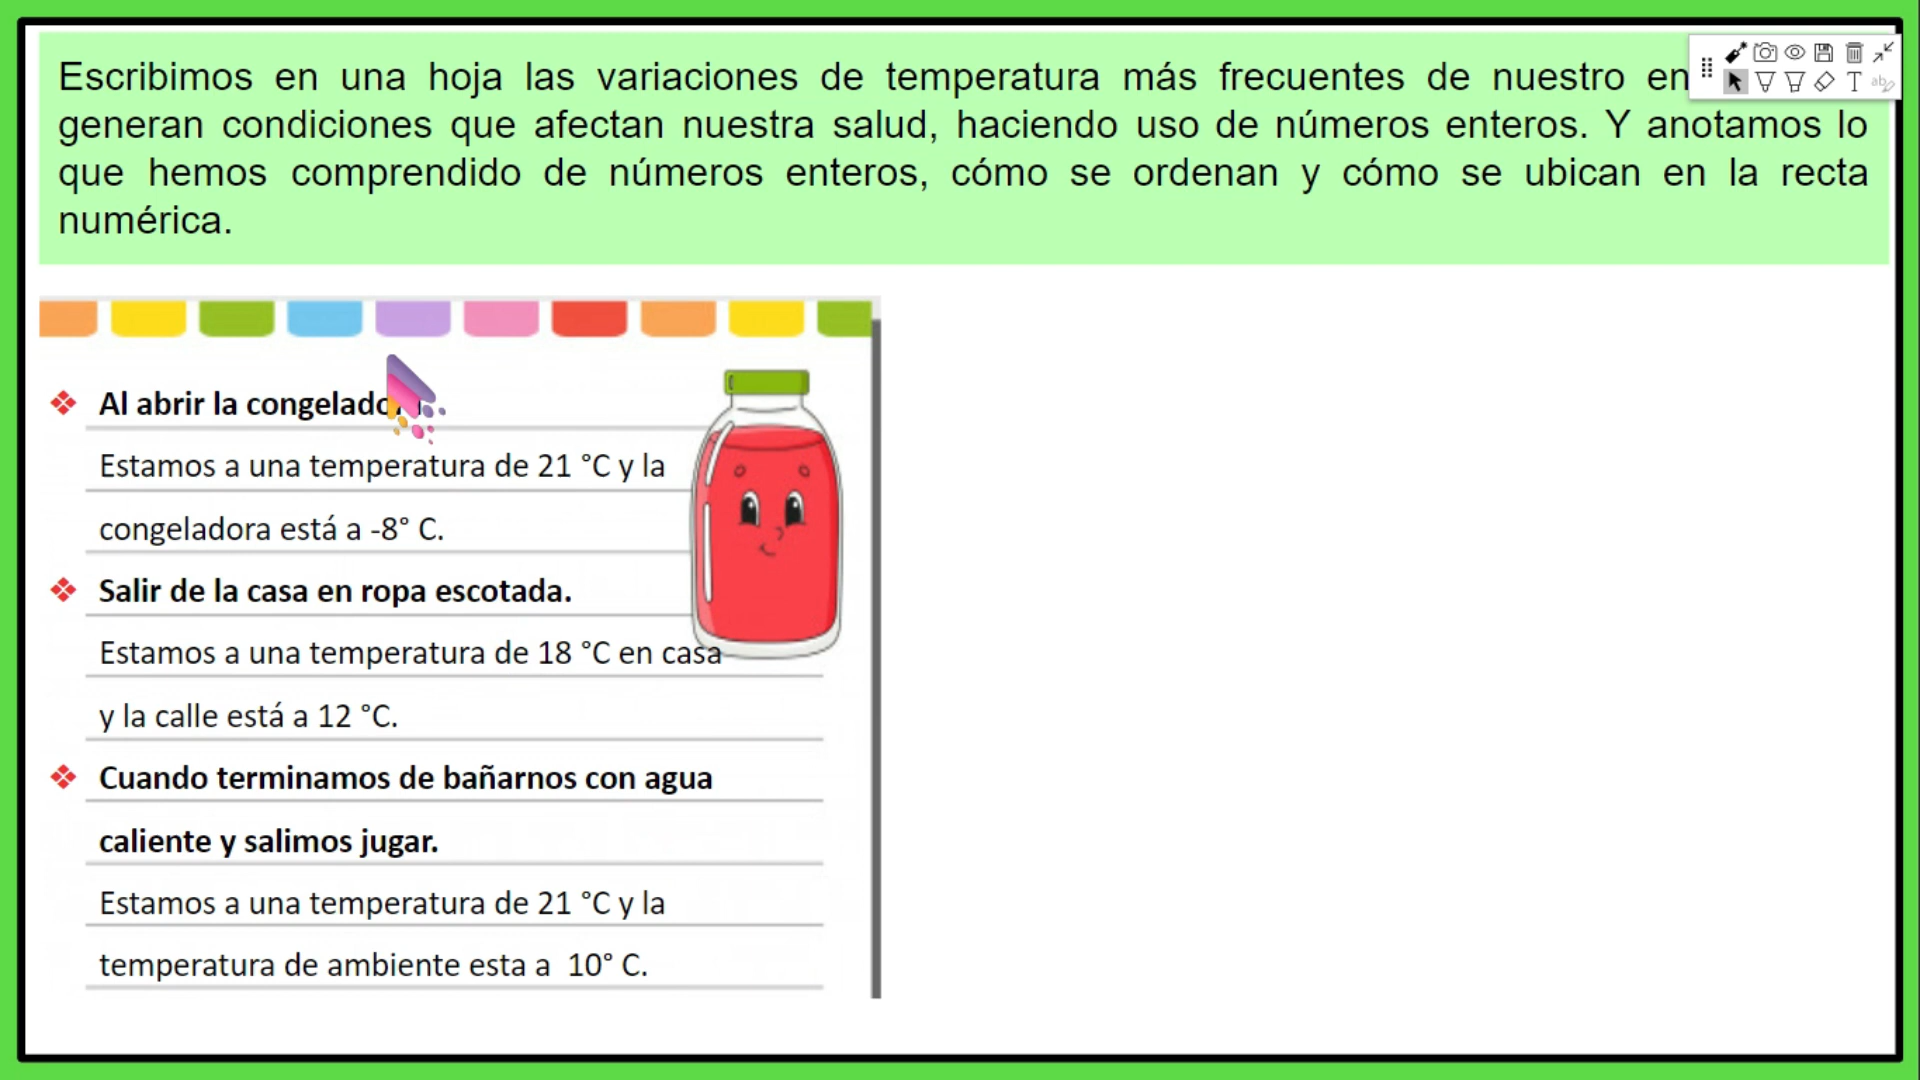 Escribimos en una hoja las variaciones de temperatura más frecuentes de nuestro
generan condiciones que afectan nuestra salud, haciendo uso de números enteros. Y anotamos lo
que hemos comprendido de números enteros, cómo se ordenan y cómo se ubican en la recta
numérica.
❖ Al abrir la
Estamos a una temperatura de 21 °C y la
congeladora está a -8° C.
❖ Salir de la casa en ropa escotada.
Estamos a una temperatura de 18 °C en casa
y la calle está a 12 °C.
❖ Cuando terminamos de bañarnos con agua
caliente y salimos jugar.
Estamos a una temperatura de 21 °C y la
temperatura de ambiente esta a 10° C.